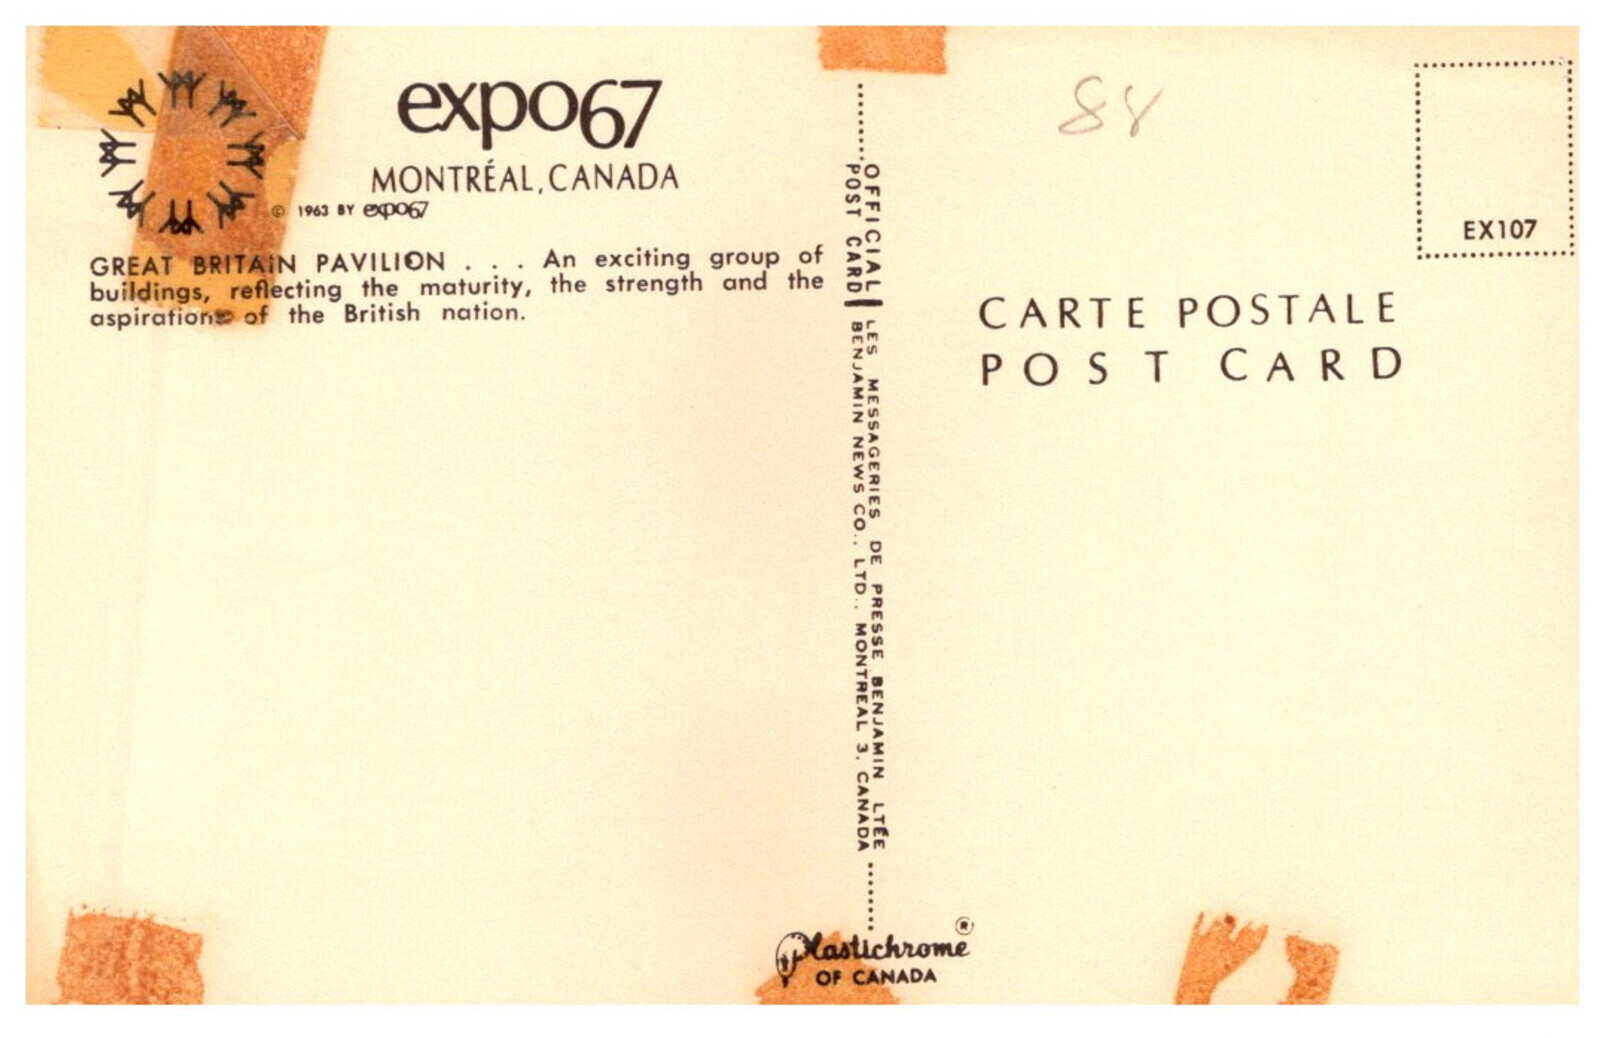 expo67
MONTRÉAL, CANADA
© 1963 BY expo67
GREAT BRITAIN PAVILION . . . An exciting group of
buildings, reflecting the maturity, the strength and the
aspirations of the British nation.
OFFICIAL
POST CARD
LES MESSAGERIES DE PRESSE BENJAMIN LTÉE
BENJAMIN NEWS CO., LTD., MONTREAL 3, CANADA
Plastichrome ®
OF CANADA
88
EX107
CARTE POSTALE
POST CARD